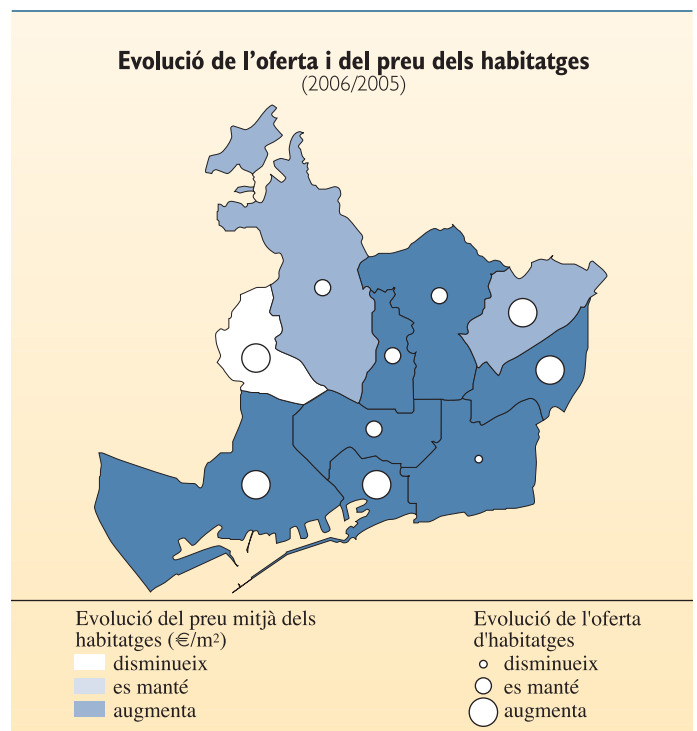 Evolució de l’oferta i del preu dels habitatges
(2006/2005)
Evolució del preu mitjà dels
habitatges (€/m²)
disminueix
es manté
augmenta
Evolució de l'oferta
d'habitatges
disminueix
es manté
augmenta